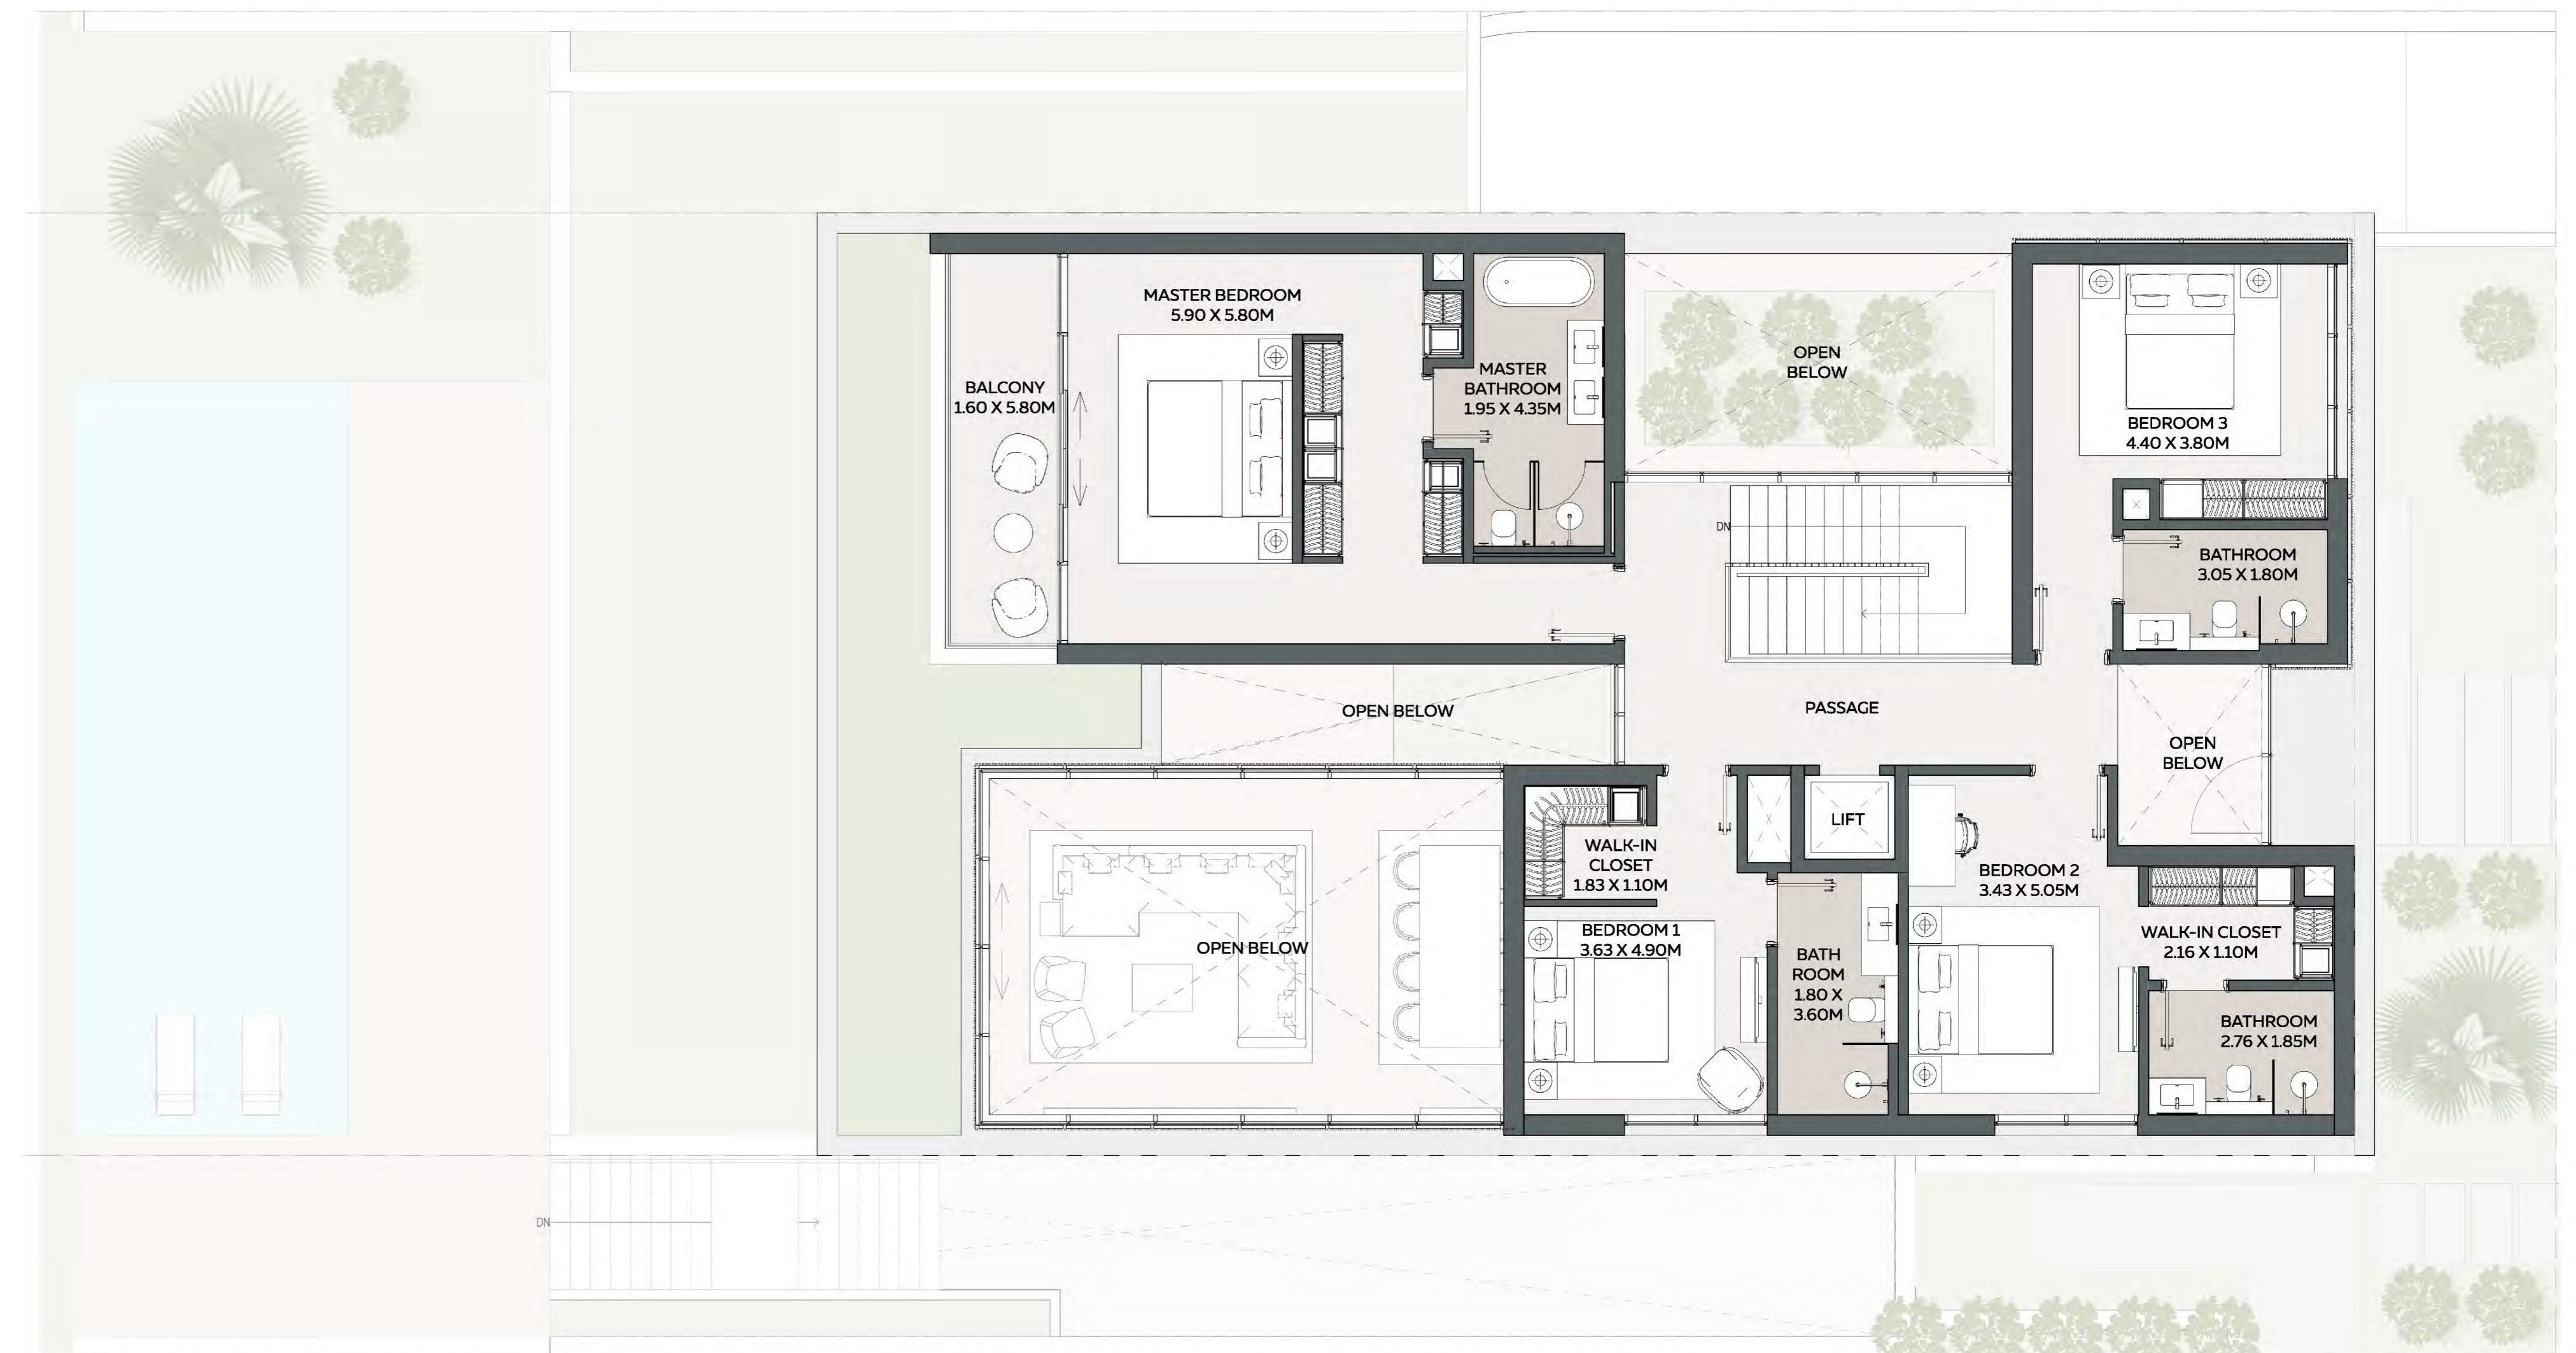 MASTER BEDROOM
5.90 X 5.80M
BALCONY
1.60 X 5.80M
MASTER
BATHROOM
1.95 X 4.35M
OPEN
BELOW
BEDROOM 3
4.40 X 3.80M
DN
BATHROOM
3.05 X 1.80M
OPEN BELOW
PASSAGE
OPEN
BELOW
WALK-IN
CLOSET
1.83 X 1.10M
LIFT
BEDROOM 2
3.43 X 5.05M
OPEN BELOW
BEDROOM 1
3.63 X 4.90M
BATH
ROOM
1.80 X
3.60M
WALK-IN CLOSET
2.16 X 1.10M
BATHROOM
2.76 X 1.85M
DN